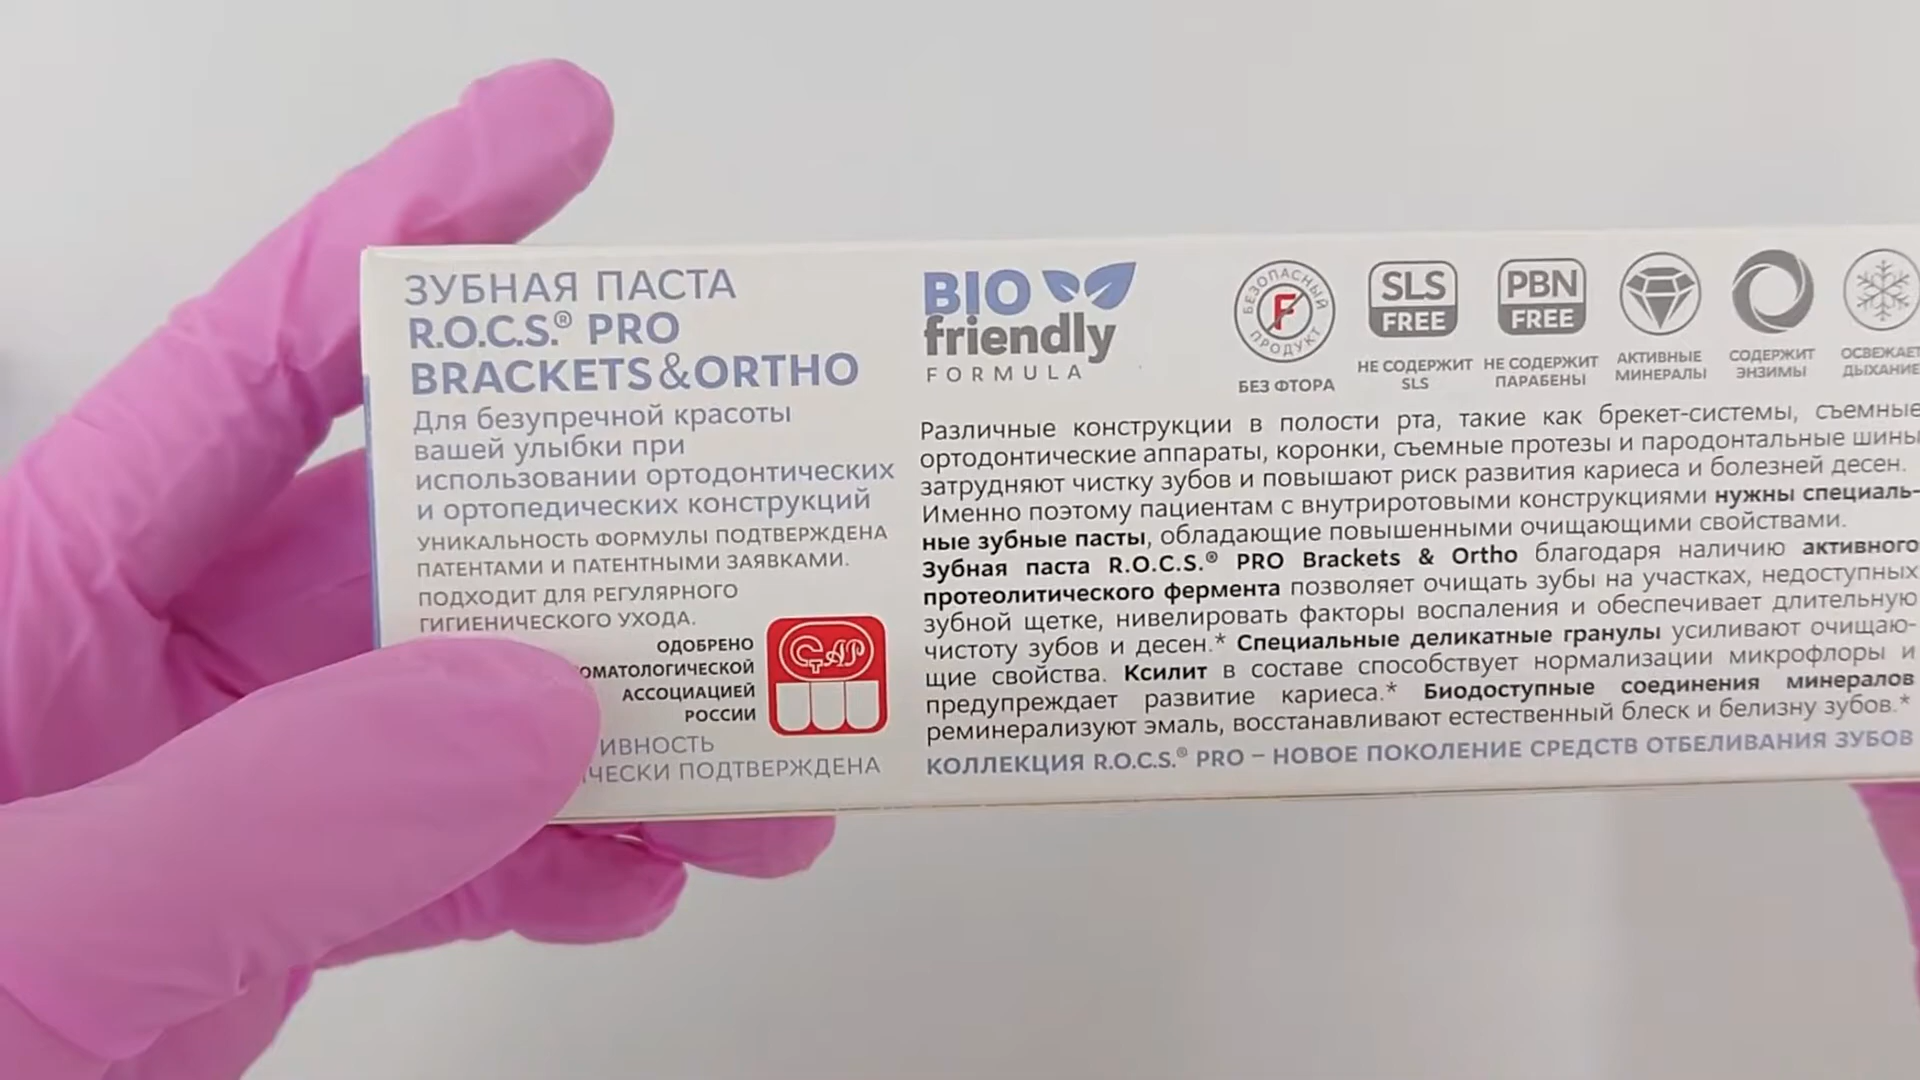 ЗУБНАЯ ПАСТА
R.O.C.S.® PRO
BRACKETS&ORTHO
Для безупречной красоты
вашей улыбки при
использовании ортодонтических
и ортопедических конструкций
УНИКАЛЬНОСТЬ ФОРМУЛЫ ПОДТВЕРЖДЕНА
ПАТЕНТАМИ И ПАТЕНТНЫМИ ЗАЯВКАМИ.
ПОДХОДИТ ДЛЯ РЕГУЛЯРНОГО
ГИГИЕНИЧЕСКОГО УХОДА.
ОДОБРЕНО
ОМАТОЛОГИЧЕСКОЙ
АССОЦИАЦИЕЙ
РОССИИ
СтАР
ИВНОСТЬ
ЧЕСКИ ПОДТВЕРЖДЕНА
BIO
friendly
FORMULA
БЕЗОПАСНЫЙ
F
ПРОДУКТ
БЕЗ ФТОРА
SLS
FREE
НЕ СОДЕРЖИТ
SLS
PBN
FREE
НЕ СОДЕРЖИТ
ПАРАБЕНЫ
АКТИВНЫЕ
МИНЕРАЛЫ
СОДЕРЖИТ
ЭНЗИМЫ
ОСВЕЖАЕТ
ДЫХАНИЕ
Различные конструкции в полости рта, такие как брекет-системы, съемные
ортодонтические аппараты, коронки, съемные протезы и пародонтальные шины
затрудняют чистку зубов и повышают риск развития кариеса и болезней десен.
Именно поэтому пациентам с внутриротовыми конструкциями нужны специаль-
ные зубные пасты, обладающие повышенными очищающими свойствами.
Зубная паста R.O.C.S.® PRO Brackets & Ortho благодаря наличию активного
протеолитического фермента позволяет очищать зубы на участках, недоступных
зубной щетке, нивелировать факторы воспаления и обеспечивает длительную
чистоту зубов и десен.* Специальные деликатные гранулы усиливают очищаю-
щие свойства. Ксилит в составе способствует нормализации микрофлоры и
предупреждает развитие кариеса.* Биодоступные соединения минералов
реминерализуют эмаль, восстанавливают естественный блеск и белизну зубов.*
КОЛЛЕКЦИЯ R.O.C.S.® PRO – НОВОЕ ПОКОЛЕНИЕ СРЕДСТВ ОТБЕЛИВАНИЯ ЗУБОВ